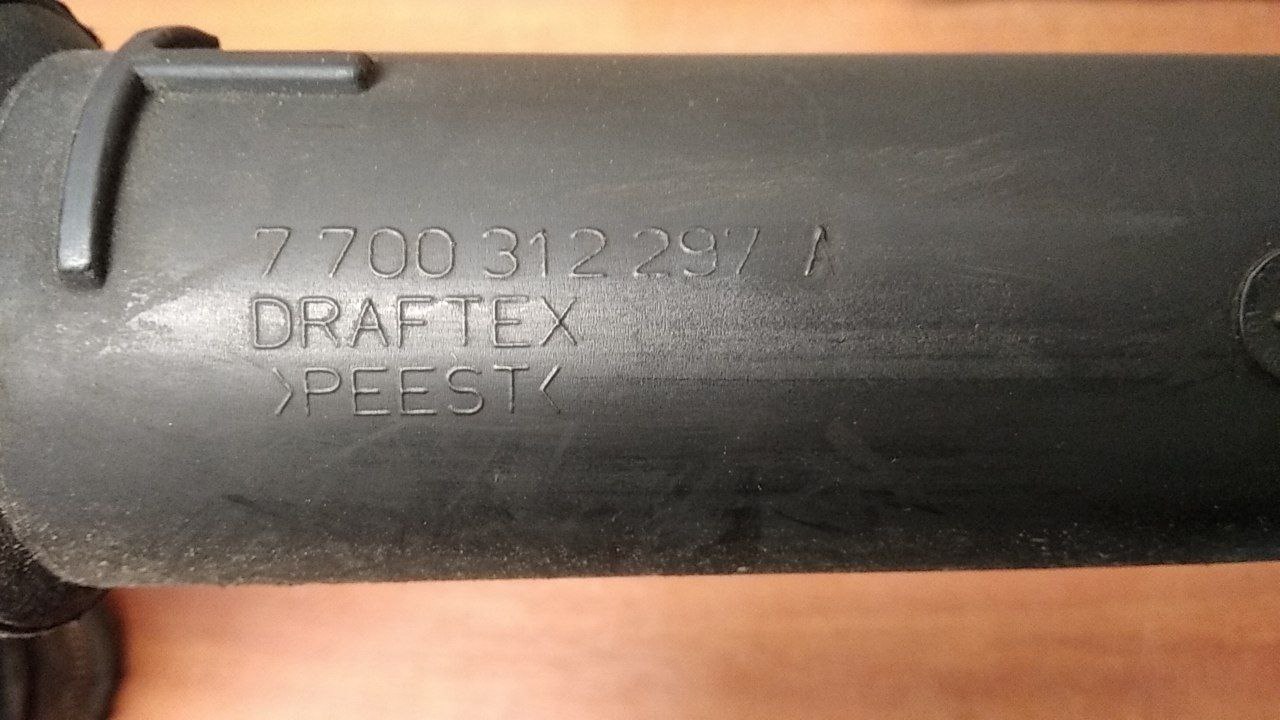 7 700 312 297 A
DRAFTEX
>PEEST<